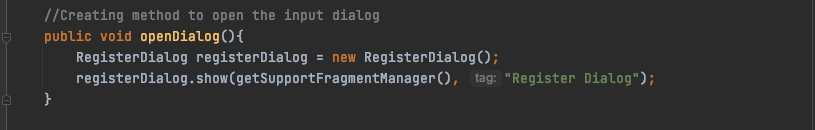 //Creating method to open the input dialog
public void openDialog(){
RegisterDialog registerDialog = new RegisterDialog();
registerDialog.show(getSupportFragmentManager(), tag: "Register Dialog");
}